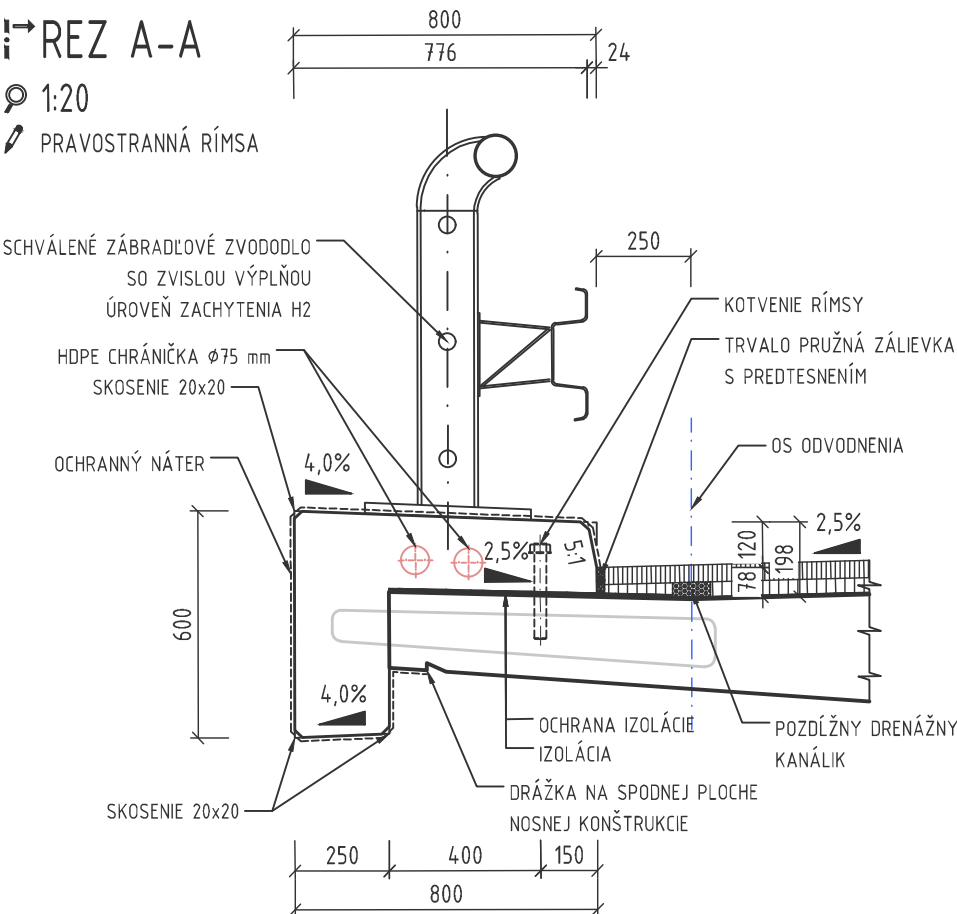 REZ A-A
1:20
PRAVOSTRANNÁ RÍMSA
800
776
24
SCHVÁLENÉ ZÁBRADĽOVÉ ZVODODLO
SO ZVISLOU VÝPLŇOU
ÚROVEŇ ZACHYTENIA H2
250
KOTVENIE RÍMSY
HDPE CHRÁNIČKA Ø75 mm
TRVALO PRUŽNÁ ZÁLIEVKA
S PREDTESNENÍM
SKOSENIE 20x20
OS ODVODNENIA
OCHRANNÝ NÁTER
4,0%
2,5%
5:1
78
120
198
2,5%
600
4,0%
OCHRANA IZOLÁCIE
IZOLÁCIA
POZDĹŽNY DRENÁŽNY
KANÁLIK
DRÁŽKA NA SPODNEJ PLOCHE
NOSNEJ KONŠTRUKCIE
SKOSENIE 20x20
250
400
150
800